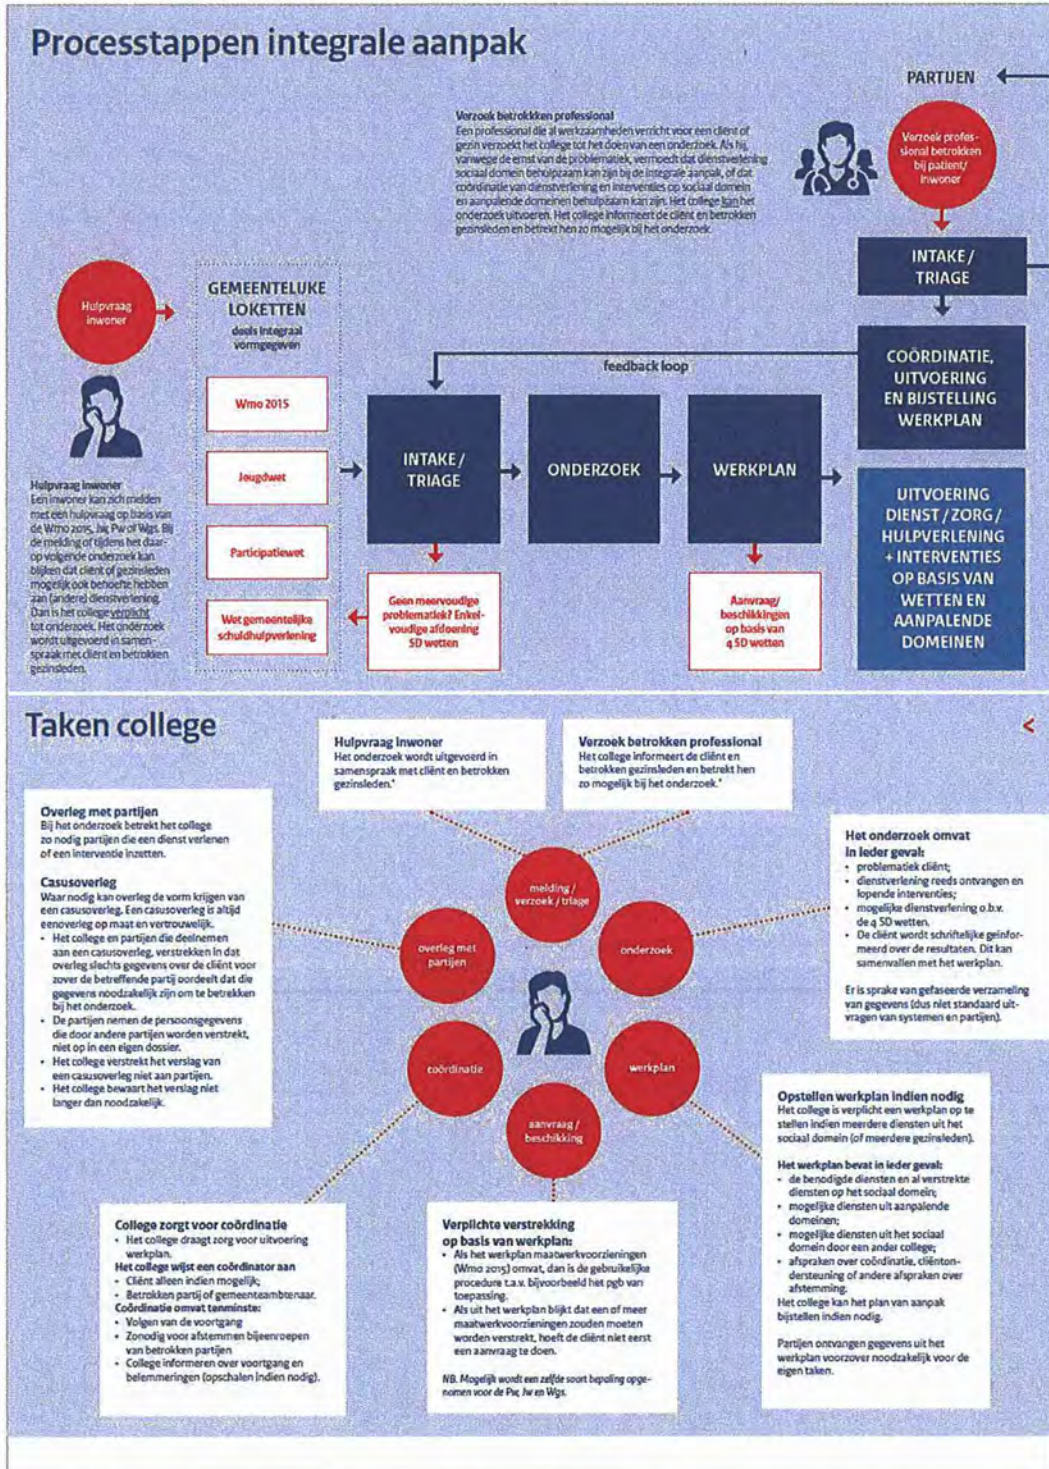 Processtappen integrale aanpak
PARTIJEN
Verzoek betrokkken professional
Een professional die al werkzaamheden verricht voor een cliënt of
gezin verzoekt het college tot het doen van een onderzoek. Als hij,
vanwege de ernst van de problematiek, vermoedt dat dienstverlening
sociaal domein behulpzaam kan zijn bij de integrale aanpak, of dat
coördinatie van dienstverlening en interventies op sociaal domein
en aanpalende domeinen behulpzaam kan zijn. Het college kan het
onderzoek uitvoeren. Het college informeert de cliënt en betrokken
gezinsleden en betrekt hen zo mogelijk bij het onderzoek.
Verzoek profes-
sional betrokken
bij patient/
inwoner
INTAKE /
TRIAGE
Hulpvraag
inwoner
GEMEENTELIJKE
LOKETTEN
deels integraal
vormgegeven
Wmo 2015
Jeugdwet
Participatiewet
Wet gemeentelijke
schuldhulpverlening
feedback loop
COÖRDINATIE,
UITVOERING
EN BIJSTELLING
WERKPLAN
INTAKE /
TRIAGE
ONDERZOEK
WERKPLAN
UITVOERING
DIENST / ZORG /
HULPVERLENING
+ INTERVENTIES
OP BASIS VAN
WETTEN EN
AANPALENDE
DOMEINEN
Hulpvraag inwoner
Een inwoner kan zich melden
met een hulpvraag op basis van
de Wmo 2015, Jw, Pw of Wgs. Bij
de melding of tijdens het daar-
op volgende onderzoek kan
blijken dat cliënt of gezinsleden
mogelijk ook behoefte hebben
aan (andere) dienstverlening.
Dan is het college verplicht
tot onderzoek. Het onderzoek
wordt uitgevoerd in samen-
spraak met cliënt en betrokken
gezinsleden.
Geen meervoudige
problematiek? Enkel-
voudige afdoening
SD wetten
Aanvraag/
beschikkingen
op basis van
4 SD wetten
Taken college
<
Hulpvraag inwoner
Het onderzoek wordt uitgevoerd in
samenspraak met cliënt en betrokken
gezinsleden.*
Verzoek betrokken professional
Het college informeert de cliënt en
betrokken gezinsleden en betrekt hen
zo mogelijk bij het onderzoek.*
Overleg met partijen
Bij het onderzoek betrekt het college
zo nodig partijen die een dienst verlenen
of een interventie inzetten.
Casusoverleg
Waar nodig kan overleg de vorm krijgen van
een casusoverleg. Een casusoverleg is altijd
eenoverleg op maat en vertrouwelijk.
• Het college en partijen die deelnemen
aan een casusoverleg, verstrekken in dat
overleg slechts gegevens over de cliënt voor
zover de betreffende partij oordeelt dat die
gegevens noodzakelijk zijn om te betrekken
bij het onderzoek.
• De partijen nemen de persoonsgegevens
die door andere partijen worden verstrekt,
niet op in een eigen dossier.
• Het college verstrekt het verslag van
een casusoverleg niet aan partijen.
• Het college bewaart het verslag niet
langer dan noodzakelijk.
melding /
verzoek / triage
overleg met
partijen
onderzoek
coördinatie
werkplan
aanvraag /
beschikking
Het onderzoek omvat
in ieder geval:
• problematiek cliënt;
• dienstverlening reeds ontvangen en
lopende interventies;
• mogelijke dienstverlening o.b.v.
de 4 SD wetten.
• De cliënt wordt schriftelijke geïnfor-
meerd over de resultaten. Dit kan
samenvallen met het werkplan.
Er is sprake van gefaseerde verzameling
van gegevens (dus niet standaard uit-
vragen van systemen en partijen).
Opstellen werkplan indien nodig
Het college is verplicht een werkplan op te
stellen indien meerdere diensten uit het
sociaal domein (of meerdere gezinsleden).
Het werkplan bevat in ieder geval:
• de benodigde diensten en al verstrekte
diensten op het sociaal domein;
• mogelijke diensten uit aanpalende
domeinen;
• mogelijke diensten uit het sociaal
domein door een ander college;
• afspraken over coördinatie, cliënton-
dersteuning of andere afspraken over
afstemming.
Het college kan het plan van aanpak
bijstellen indien nodig.
Partijen ontvangen gegevens uit het
werkplan voorzover noodzakelijk voor de
eigen taken.
College zorgt voor coördinatie
• Het college draagt zorg voor uitvoering
werkplan.
Het college wijst een coördinator aan
• Cliënt alleen indien mogelijk;
• Betrokken partij of gemeenteambtenaar.
Coördinatie omvat tenminste:
• Volgen van de voortgang
• Zonodig voor afstemmen bijeenroepen
van betrokken partijen
• College informeren over voortgang en
belemmeringen (opschalen indien nodig).
Verplichte verstrekking
op basis van werkplan:
• Als het werkplan maatwerkvoorzieningen
(Wmo 2015) omvat, dan is de gebruikelijke
procedure t.a.v. bijvoorbeeld het pgb van
toepassing.
• Als uit het werkplan blijkt dat een of meer
maatwerkvoorzieningen zouden moeten
worden verstrekt, hoeft de cliënt niet eerst
een aanvraag te doen.
NB. Mogelijk wordt een zelfde soort bepaling opge-
nomen voor de Pw, Jw en Wgs.